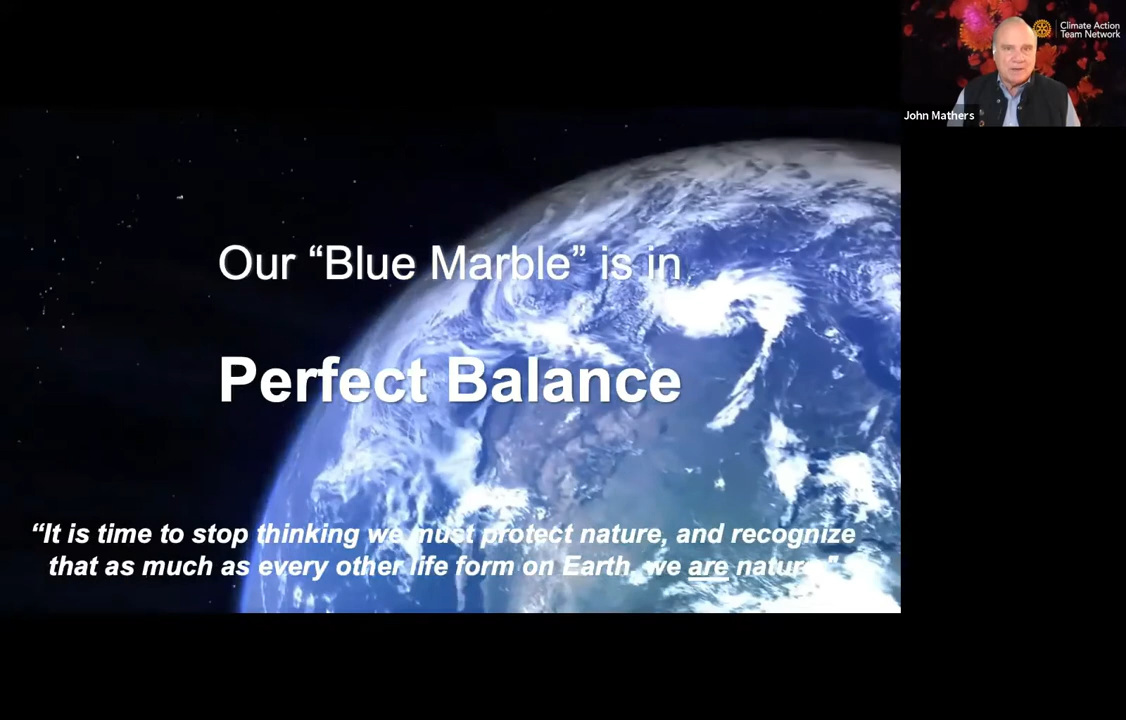 Our “Blue Marble” is in
Perfect Balance
“It is time to stop thinking we must protect nature, and recognize
that as much as every other life form on Earth, we are nature.”
Climate Action
Team Network
John Mathers